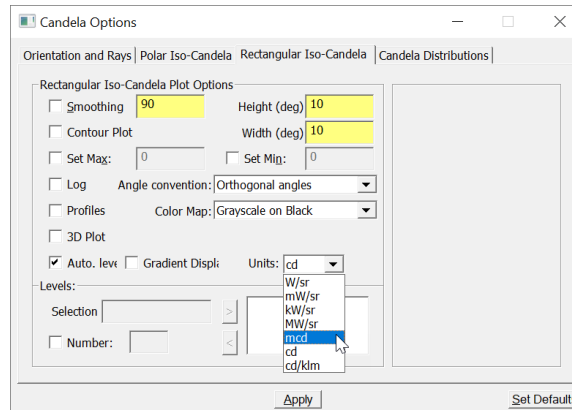 Candela Options
Orientation and Rays Polar Iso-Candela Rectangular Iso-Candela Candela Distributions
Rectangular Iso-Candela Plot Options
Smoothing 90 Height (deg) 10
Contour Plot Width (deg) 10
Set Max: 0 Set Min: 0
Log Angle convention: Orthogonal angles
Profiles Color Map: Grayscale on Black
3D Plot
Auto. leve Gradient Displa Units: cd
W/sr
mW/sr
kW/sr
MW/sr
mcd
cd
cd/klm
Levels:
Selection >
Number: <
Apply Set Default